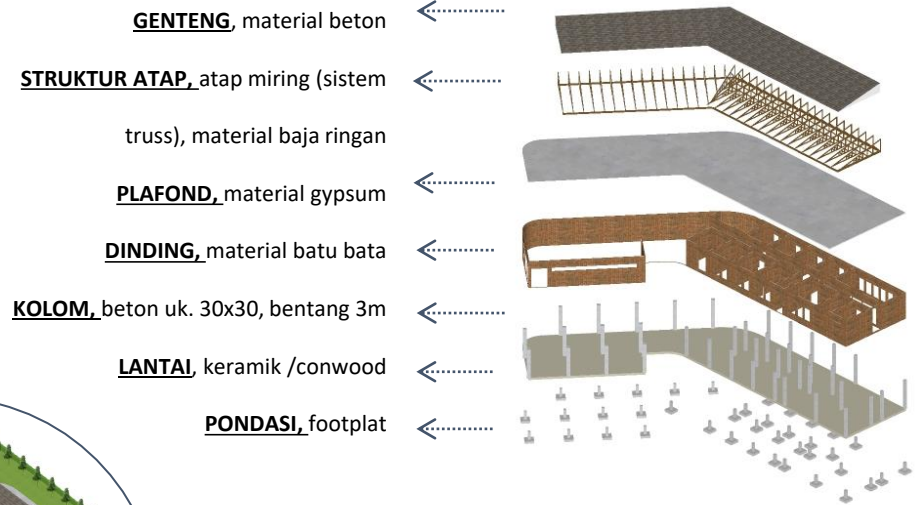 GENTENG, material beton
STRUKTUR ATAP, atap miring (sistem
truss), material baja ringan
PLAFOND, material gypsum
DINDING, material batu bata
KOLOM, beton uk. 30x30, bentang 3m
LANTAI, keramik /conwood
PONDASI, footplat